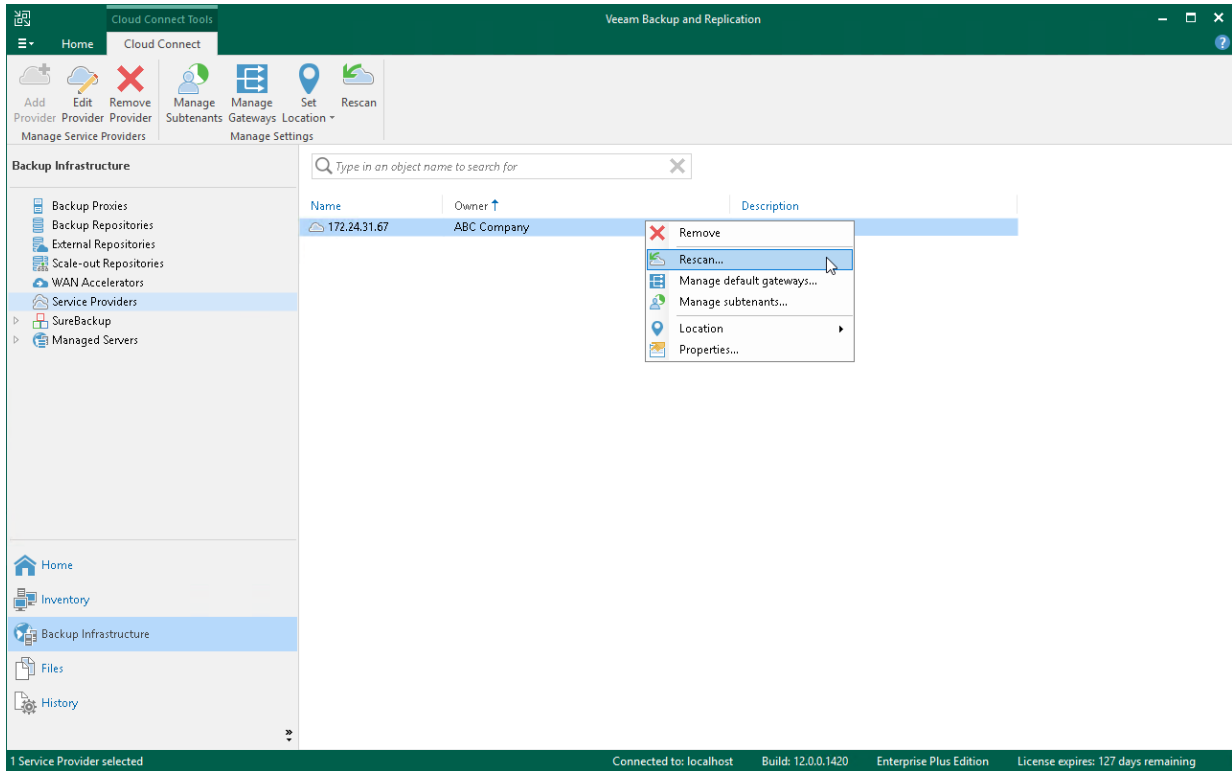 Cloud Connect Tools
Veeam Backup and Replication
Home
Cloud Connect
?
Add Provider
Edit Provider
Remove Provider
Manage Subtenants
Manage Gateways
Set Location
Rescan
Manage Service Providers
Manage Settings
Backup Infrastructure
Type in an object name to search for
Backup Proxies
Backup Repositories
External Repositories
Scale-out Repositories
WAN Accelerators
Service Providers
SureBackup
Managed Servers
Name Owner Description
172.24.31.67 ABC Company
Remove
Rescan...
Manage default gateways...
Manage subtenants...
Location
Properties...
Home
Inventory
Backup Infrastructure
Files
History
1 Service Provider selected
Connected to: localhost Build: 12.0.0.1420 Enterprise Plus Edition License expires: 127 days remaining